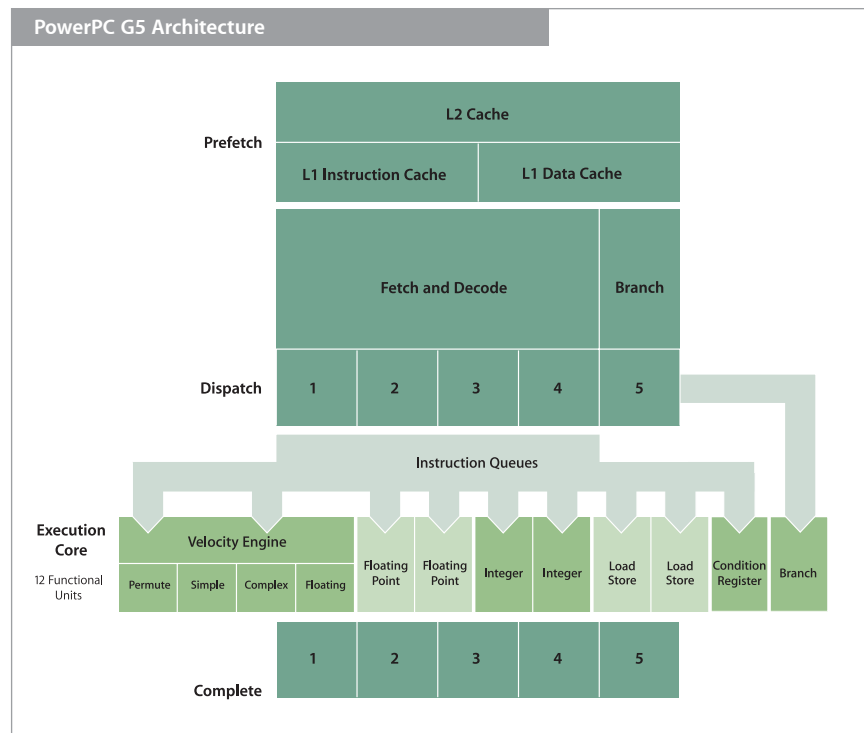 PowerPC G5 Architecture
L2 Cache
Prefetch
L1 Instruction Cache
L1 Data Cache
Fetch and Decode
Branch
Dispatch
1
2
3
4
5
Instruction Queues
Execution
Core
12 Functional
Units
Velocity Engine
Permute
Simple
Complex
Floating
Floating
Point
Floating
Point
Integer
Integer
Load
Store
Load
Store
Condition
Register
Branch
1
2
3
4
5
Complete